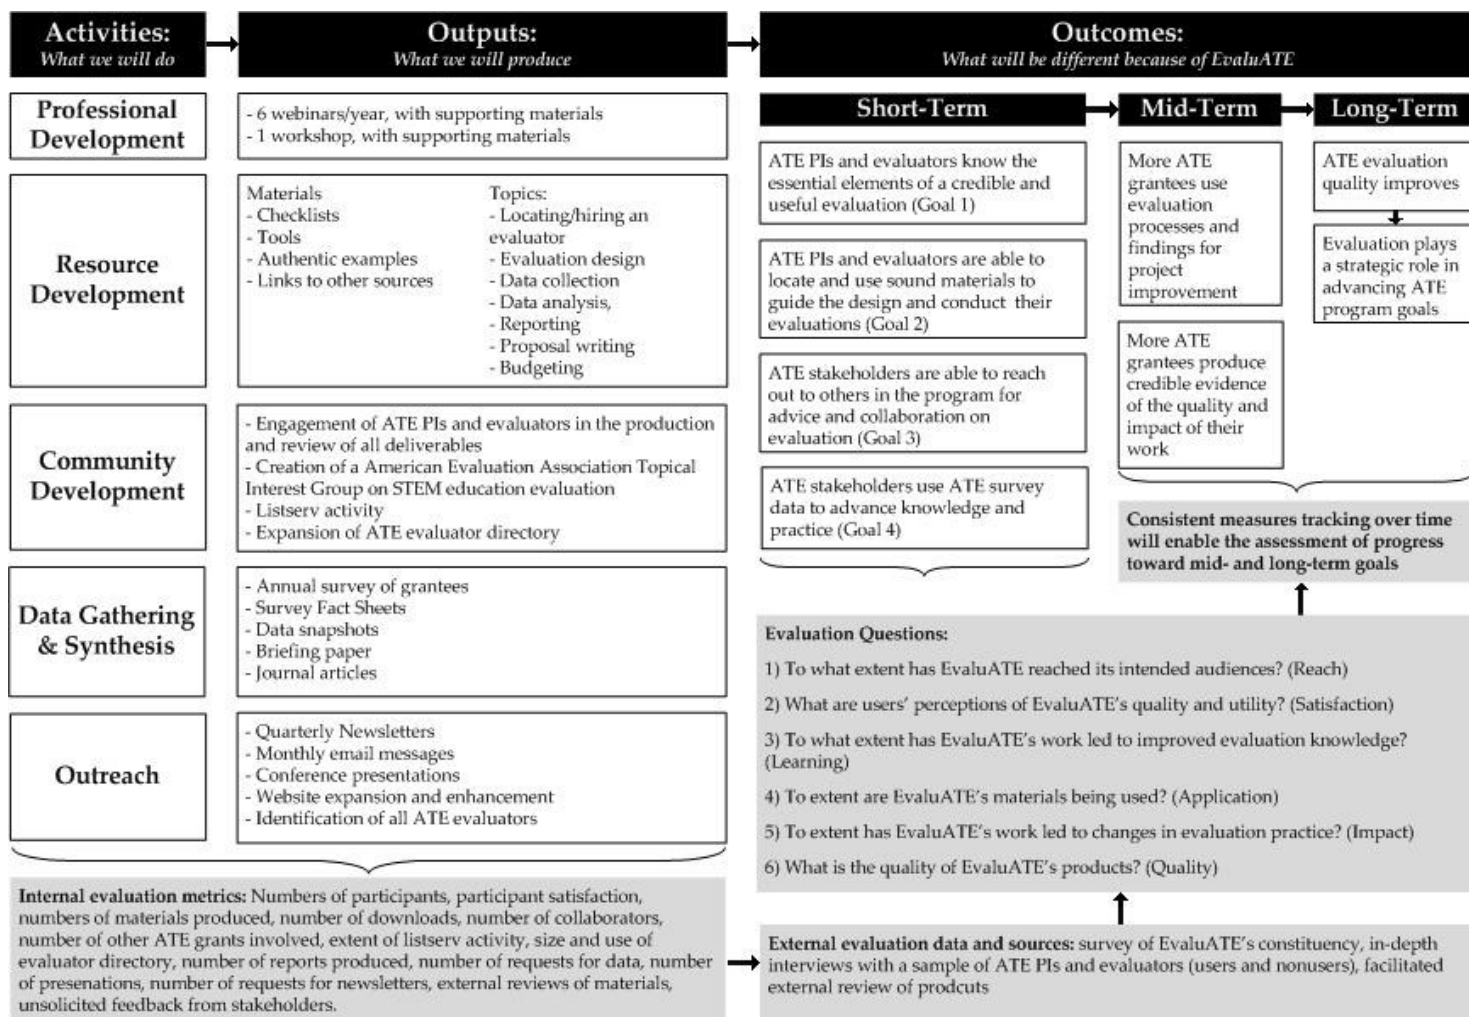 Activities:
What we will do
Outputs:
What we will produce
Outcomes:
What will be different because of EvaluATE
Professional
Development
- 6 webinars/year, with supporting materials
- 1 workshop, with supporting materials
Resource
Development
Materials
- Checklists
- Tools
- Authentic examples
- Links to other sources
Topics:
- Locating/hiring an
evaluator
- Evaluation design
- Data collection
- Data analysis,
- Reporting
- Proposal writing
- Budgeting
Community
Development
- Engagement of ATE PIs and evaluators in the production
and review of all deliverables
- Creation of a American Evaluation Association Topical
Interest Group on STEM education evaluation
- Listserv activity
- Expansion of ATE evaluator directory
Data Gathering
& Synthesis
- Annual survey of grantees
- Survey Fact Sheets
- Data snapshots
- Briefing paper
- Journal articles
Outreach
- Quarterly Newsletters
- Monthly email messages
- Conference presentations
- Website expansion and enhancement
- Identification of all ATE evaluators
Internal evaluation metrics: Numbers of participants, participant satisfaction,
numbers of materials produced, number of downloads, number of collaborators,
number of other ATE grants involved, extent of listserv activity, size and use of
evaluator directory, number of reports produced, number of requests for data, number
of presenations, number of requests for newsletters, external reviews of materials,
unsolicited feedback from stakeholders.
Short-Term
Mid-Term
Long-Term
ATE PIs and evaluators know the
essential elements of a credible and
useful evaluation (Goal 1)
ATE PIs and evaluators are able to
locate and use sound materials to
guide the design and conduct their
evaluations (Goal 2)
ATE stakeholders are able to reach
out to others in the program for
advice and collaboration on
evaluation (Goal 3)
ATE stakeholders use ATE survey
data to advance knowledge and
practice (Goal 4)
More ATE
grantees use
evaluation
processes and
findings for
project
improvement
More ATE
grantees produce
credible evidence
of the quality and
impact of their
work
ATE evaluation
quality improves
Evaluation plays
a strategic role in
advancing ATE
program goals
Consistent measures tracking over time
will enable the assessment of progress
toward mid- and long-term goals
Evaluation Questions:
1) To what extent has EvaluATE reached its intended audiences? (Reach)
2) What are users' perceptions of EvaluATE's quality and utility? (Satisfaction)
3) To what extent has EvaluATE's work led to improved evaluation knowledge?
(Learning)
4) To extent are EvaluATE's materials being used? (Application)
5) To extent has EvaluATE's work led to changes in evaluation practice? (Impact)
6) What is the quality of EvaluATE's products? (Quality)
External evaluation data and sources: survey of EvaluATE's constituency, in-depth
interviews with a sample of ATE PIs and evaluators (users and nonusers), facilitated
external review of prodcuts